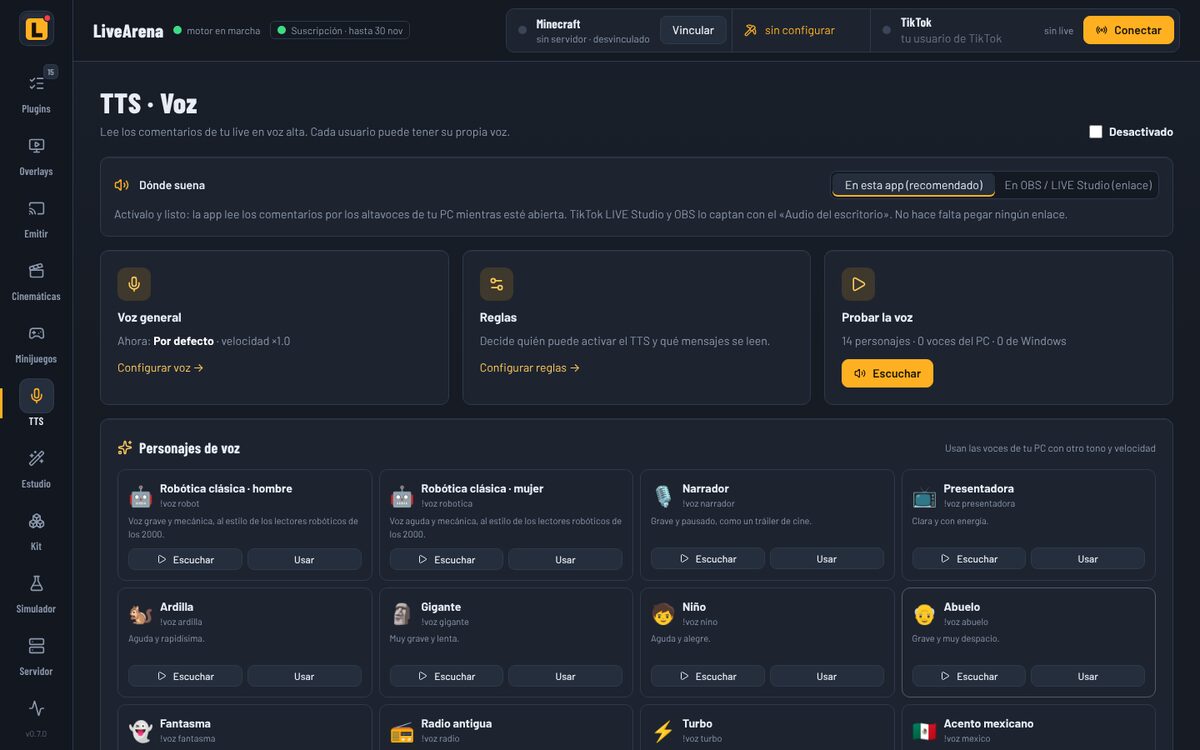 LiveArena
motor en marcha
Suscripción · hasta 30 nov
Minecraft
sin servidor · desvinculado
Vincular
sin configurar
TikTok
tu usuario de TikTok
sin live
Conectar
15
Plugins
Overlays
Emitir
Cinemáticas
Minijuegos
TTS
Estudio
Kit
Simulador
Servidor
v0.7.0
TTS · Voz
Lee los comentarios de tu live en voz alta. Cada usuario puede tener su propia voz.
Desactivado
Dónde suena
En esta app (recomendado)
En OBS / LIVE Studio (enlace)
Actívalo y listo: la app lee los comentarios por los altavoces de tu PC mientras esté abierta. TikTok LIVE Studio y OBS lo captan con el «Audio del escritorio». No hace falta pegar ningún enlace.
Voz general
Ahora: Por defecto · velocidad ×1.0
Configurar voz →
Reglas
Decide quién puede activar el TTS y qué mensajes se leen.
Configurar reglas →
Probar la voz
14 personajes · 0 voces del PC · 0 de Windows
Escuchar
Personajes de voz
Usan las voces de tu PC con otro tono y velocidad
Robótica clásica · hombre
!voz robot
Voz grave y mecánica, al estilo de los lectores robóticos de
los 2000.
Escuchar
Usar
Robótica clásica · mujer
!voz robotica
Voz aguda y mecánica, al estilo de los lectores robóticos de
los 2000.
Escuchar
Usar
Narrador
!voz narrador
Grave y pausado, como un tráiler de cine.
Escuchar
Usar
Presentadora
!voz presentadora
Clara y con energía.
Escuchar
Usar
Ardilla
!voz ardilla
Aguda y rapidísima.
Escuchar
Usar
Gigante
!voz gigante
Muy grave y lenta.
Escuchar
Usar
Niño
!voz nino
Aguda y alegre.
Escuchar
Usar
Abuelo
!voz abuelo
Grave y muy despacio.
Escuchar
Usar
Fantasma
!voz fantasma
Radio antigua
!voz radio
Turbo
!voz turbo
Acento mexicano
!voz mexico